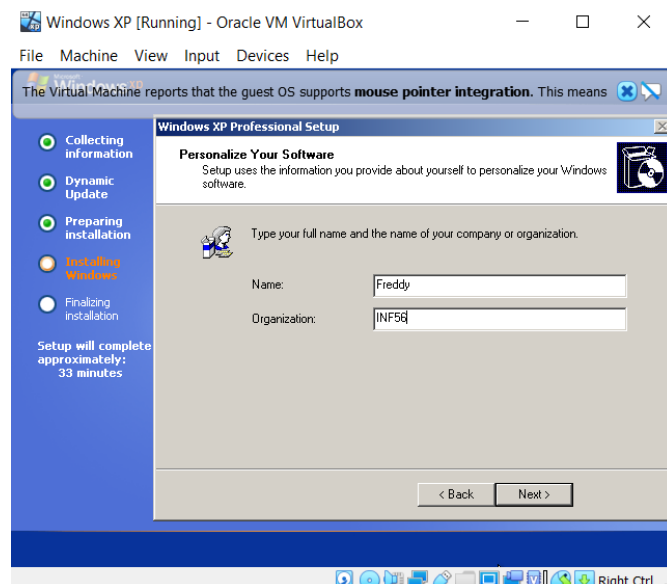 Windows XP [Running] - Oracle VM VirtualBox
File Machine View Input Devices Help
The Virtual Machine reports that the guest OS supports mouse pointer integration. This means
Windows XP Professional Setup
Collecting
information
Dynamic
Update
Preparing
installation
Installing
Windows
Finalizing
installation
Setup will complete
approximately:
33 minutes
Personalize Your Software
Setup uses the information you provide about yourself to personalize your Windows
software.
Type your full name and the name of your company or organization.
Name: Freddy
Organization: INF56
< Back Next >
Right Ctrl